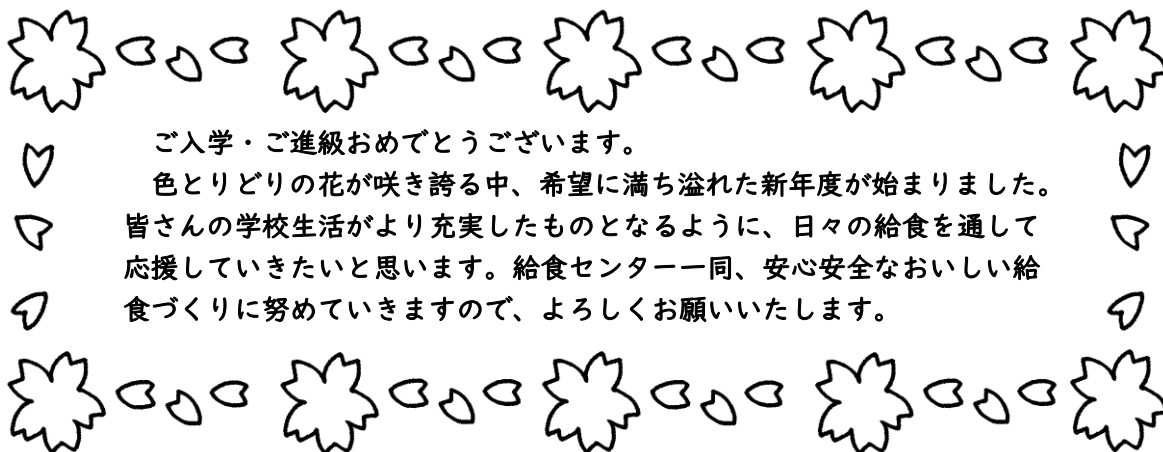 ご入学・ご進級おめでとうございます。
　色とりどりの花が咲き誇る中、希望に満ち溢れた新年度が始まりました。
皆さんの学校生活がより充実したものとなるように、日々の給食を通して
応援していきたいと思います。給食センター一同、安心安全なおいしい給
食づくりに努めていきますので、よろしくお願いいたします。